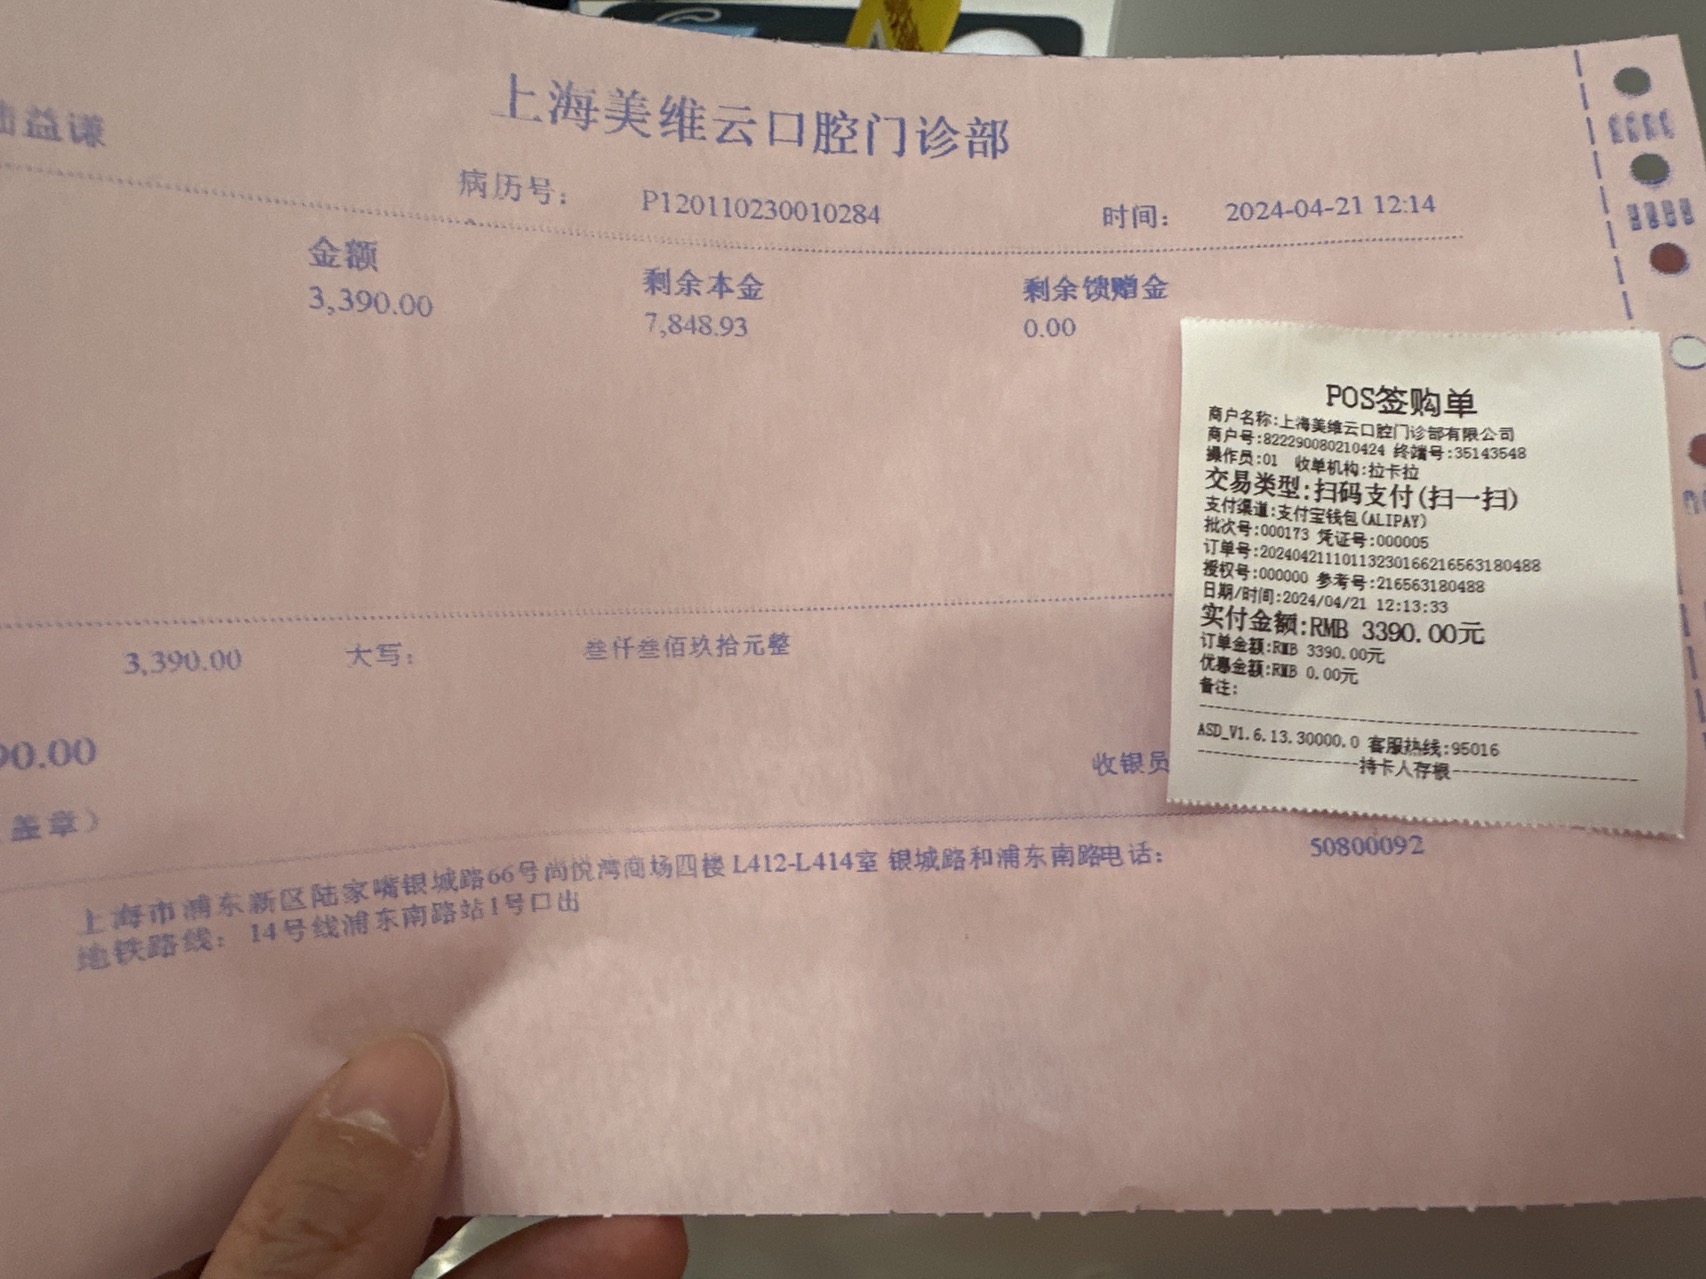 益谦
上海美维云口腔门诊部
病历号： P120110230010284 时间： 2024-04-21 12:14
金额 剩余本金 剩余馈赠金
3,390.00 7,848.93 0.00
POS签购单
商户名称:上海美维云口腔门诊部有限公司
商户号:822290080210424 终端号:35143548
操作员:01 收单机构:拉卡拉
交易类型:扫码支付(扫一扫)
支付渠道:支付宝钱包(ALIPAY)
批次号:000173 凭证号:000005
订单号:20240421110113230166216563180488
授权号:000000 参考号:216563180488
日期/时间:2024/04/21 12:13:33
实付金额:RMB 3390.00元
订单金额:RMB 3390.00元
优惠金额:RMB 0.00元
备注:
ASD_V1.6.13.30000.0 客服热线:95016
持卡人存根
3,390.00 大写： 叁仟叁佰玖拾元整
90.00
收银员
盖章）
上海市浦东新区陆家嘴银城路66号尚悦湾商场四楼 L412-L414室 银城路和浦东南路电话： 50800092
地铁路线： 14号线浦东南路站1号口出